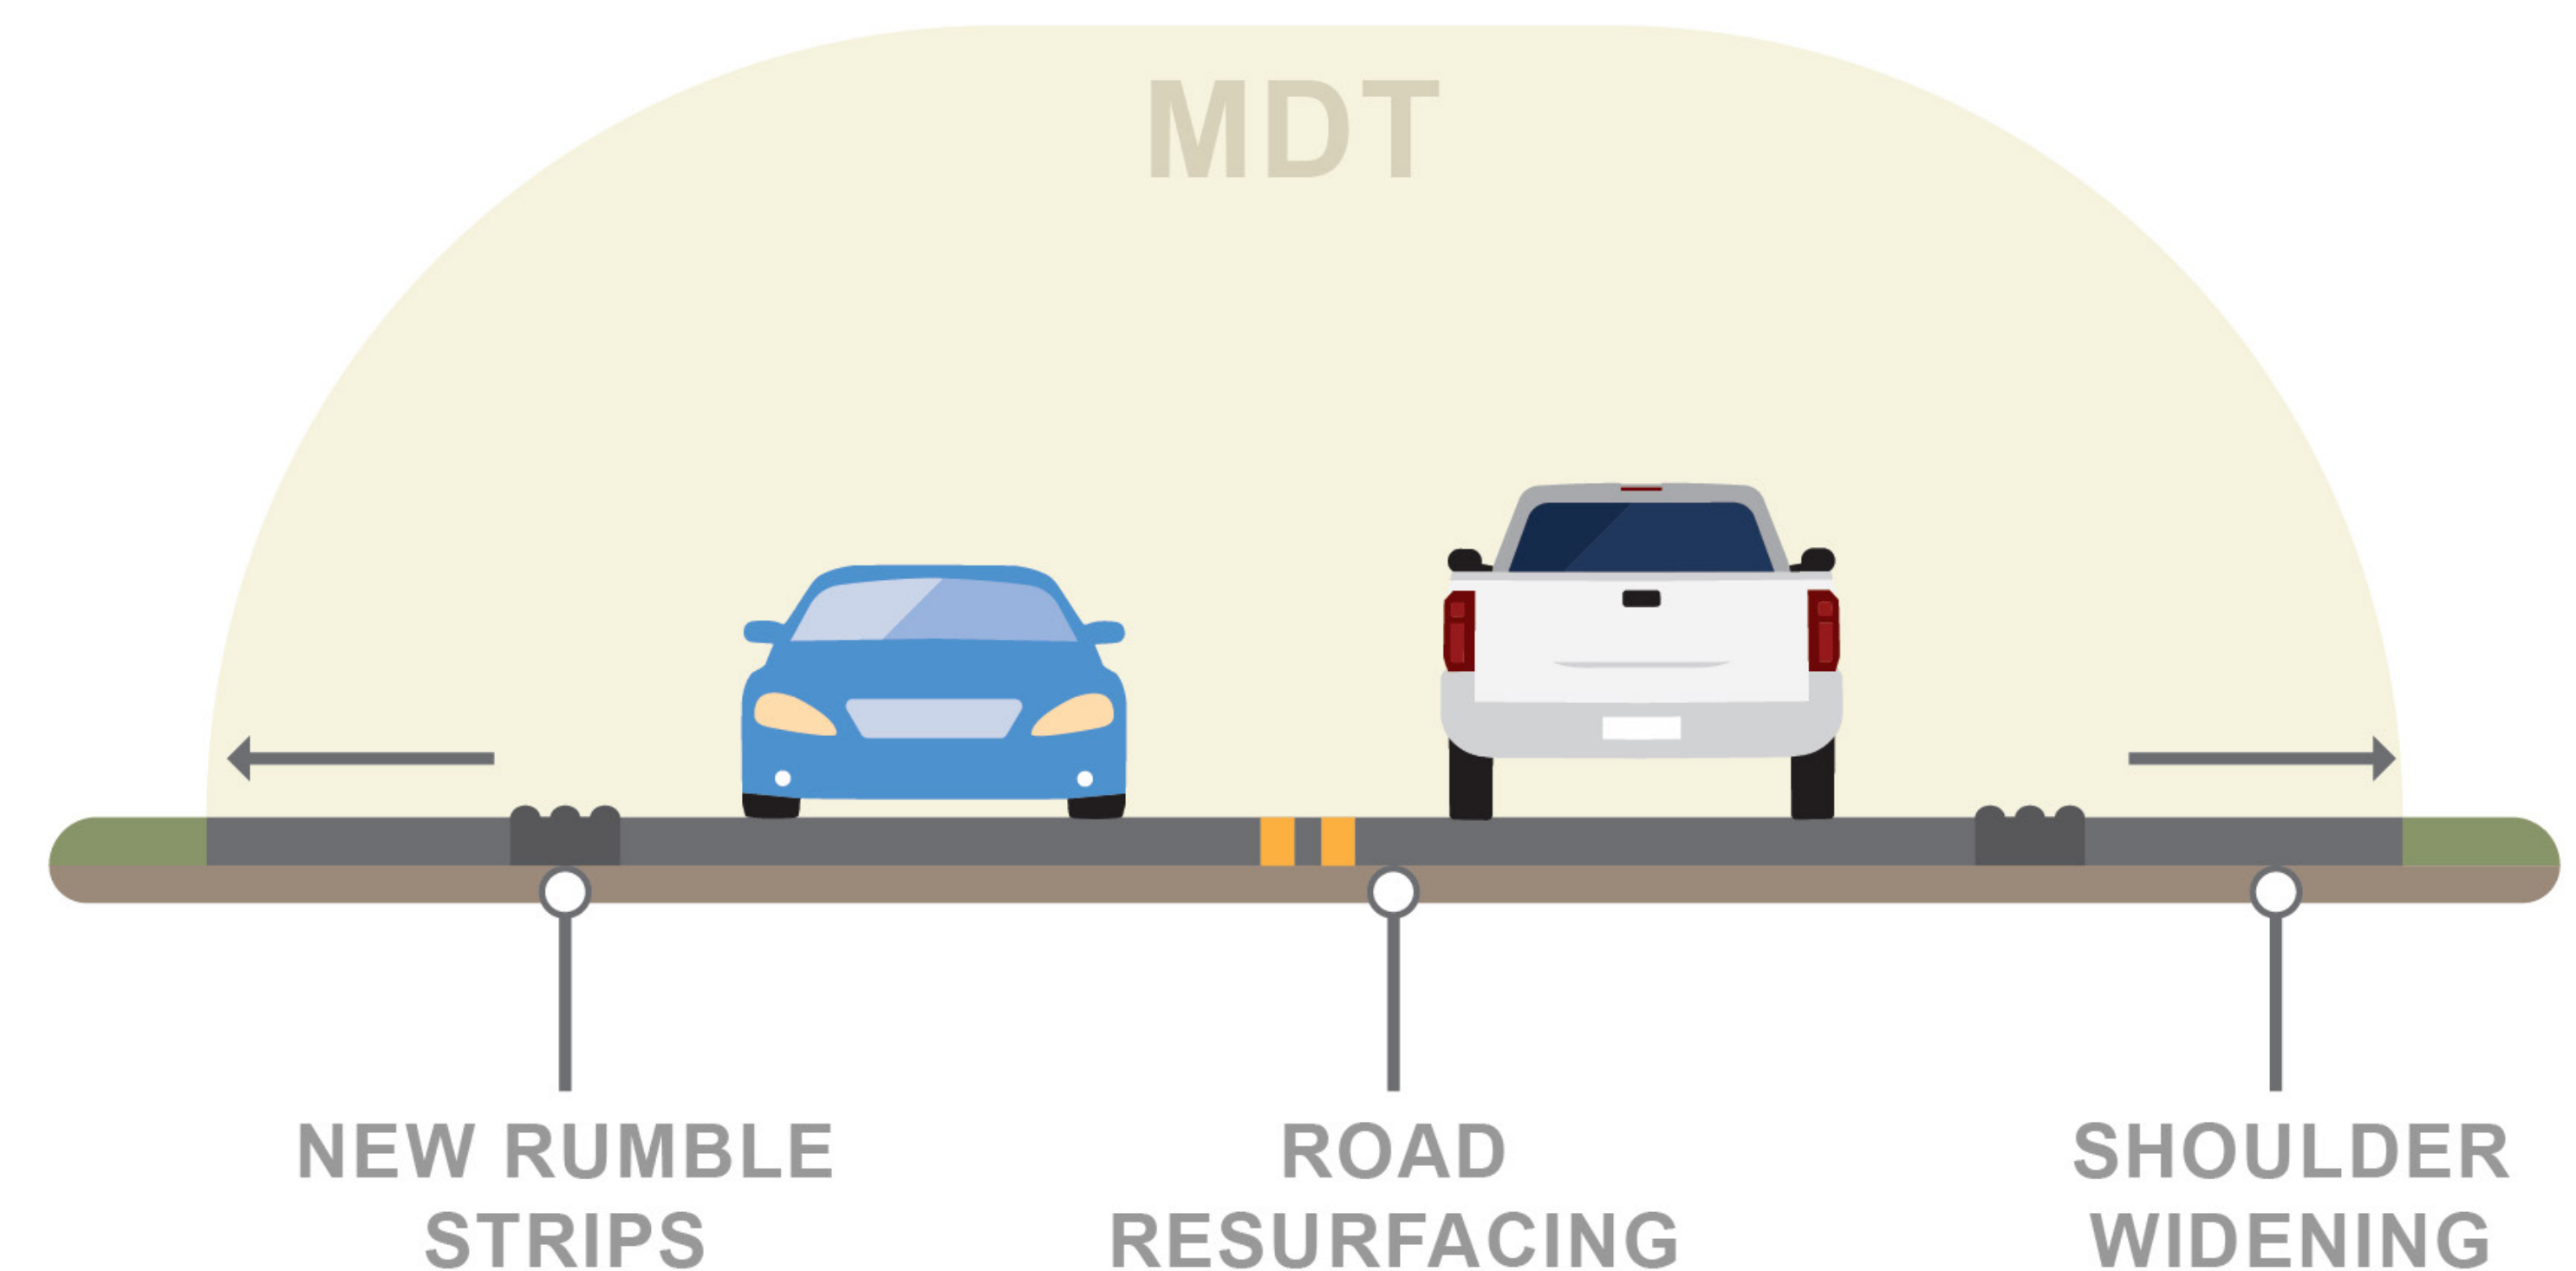 MDT
NEW RUMBLE
STRIPS
ROAD
RESURFACING
SHOULDER
WIDENING